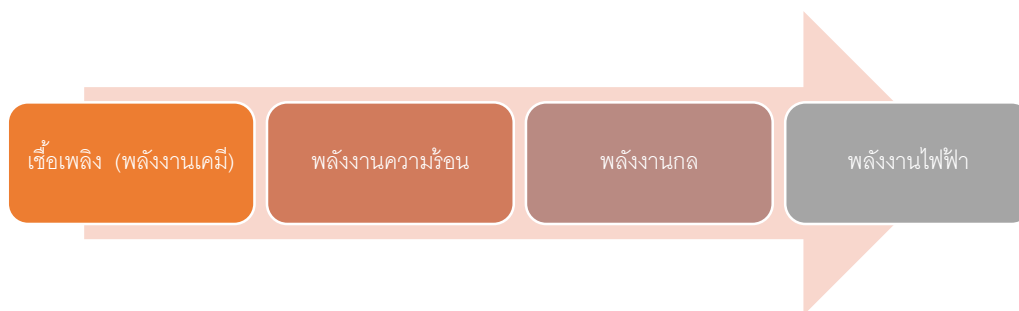 เชื้อเพลิง (พลังงานเคมี)
พลังงานความร้อน
พลังงานกล
พลังงานไฟฟ้า